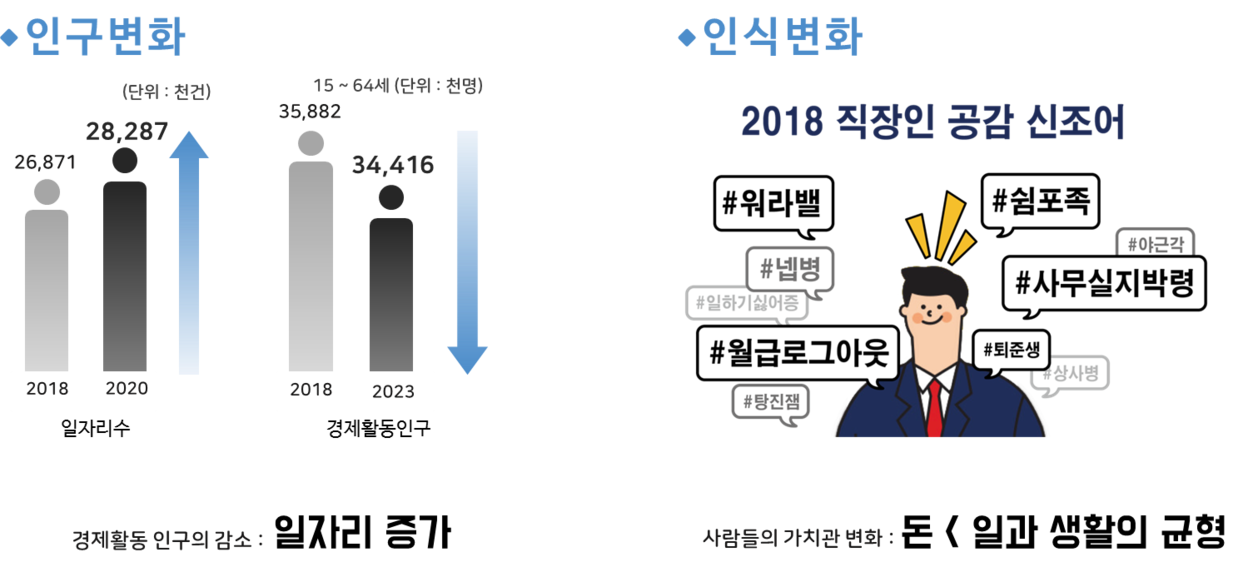 인구변화
(단위 : 천건)
26,871
28,287
2018
2020
일자리수
15 ~ 64세 (단위 : 천명)
35,882
34,416
2018
2023
경제활동인구
경제활동 인구의 감소 : 일자리 증가
인식변화
2018 직장인 공감 신조어
#워라밸
#쉼포족
#야근각
#넵병
#사무실지박령
#일하기싫어증
#월급로그아웃
#퇴준생
#상사병
#탕진잼
사람들의 가치관 변화 : 돈 < 일과 생활의 균형